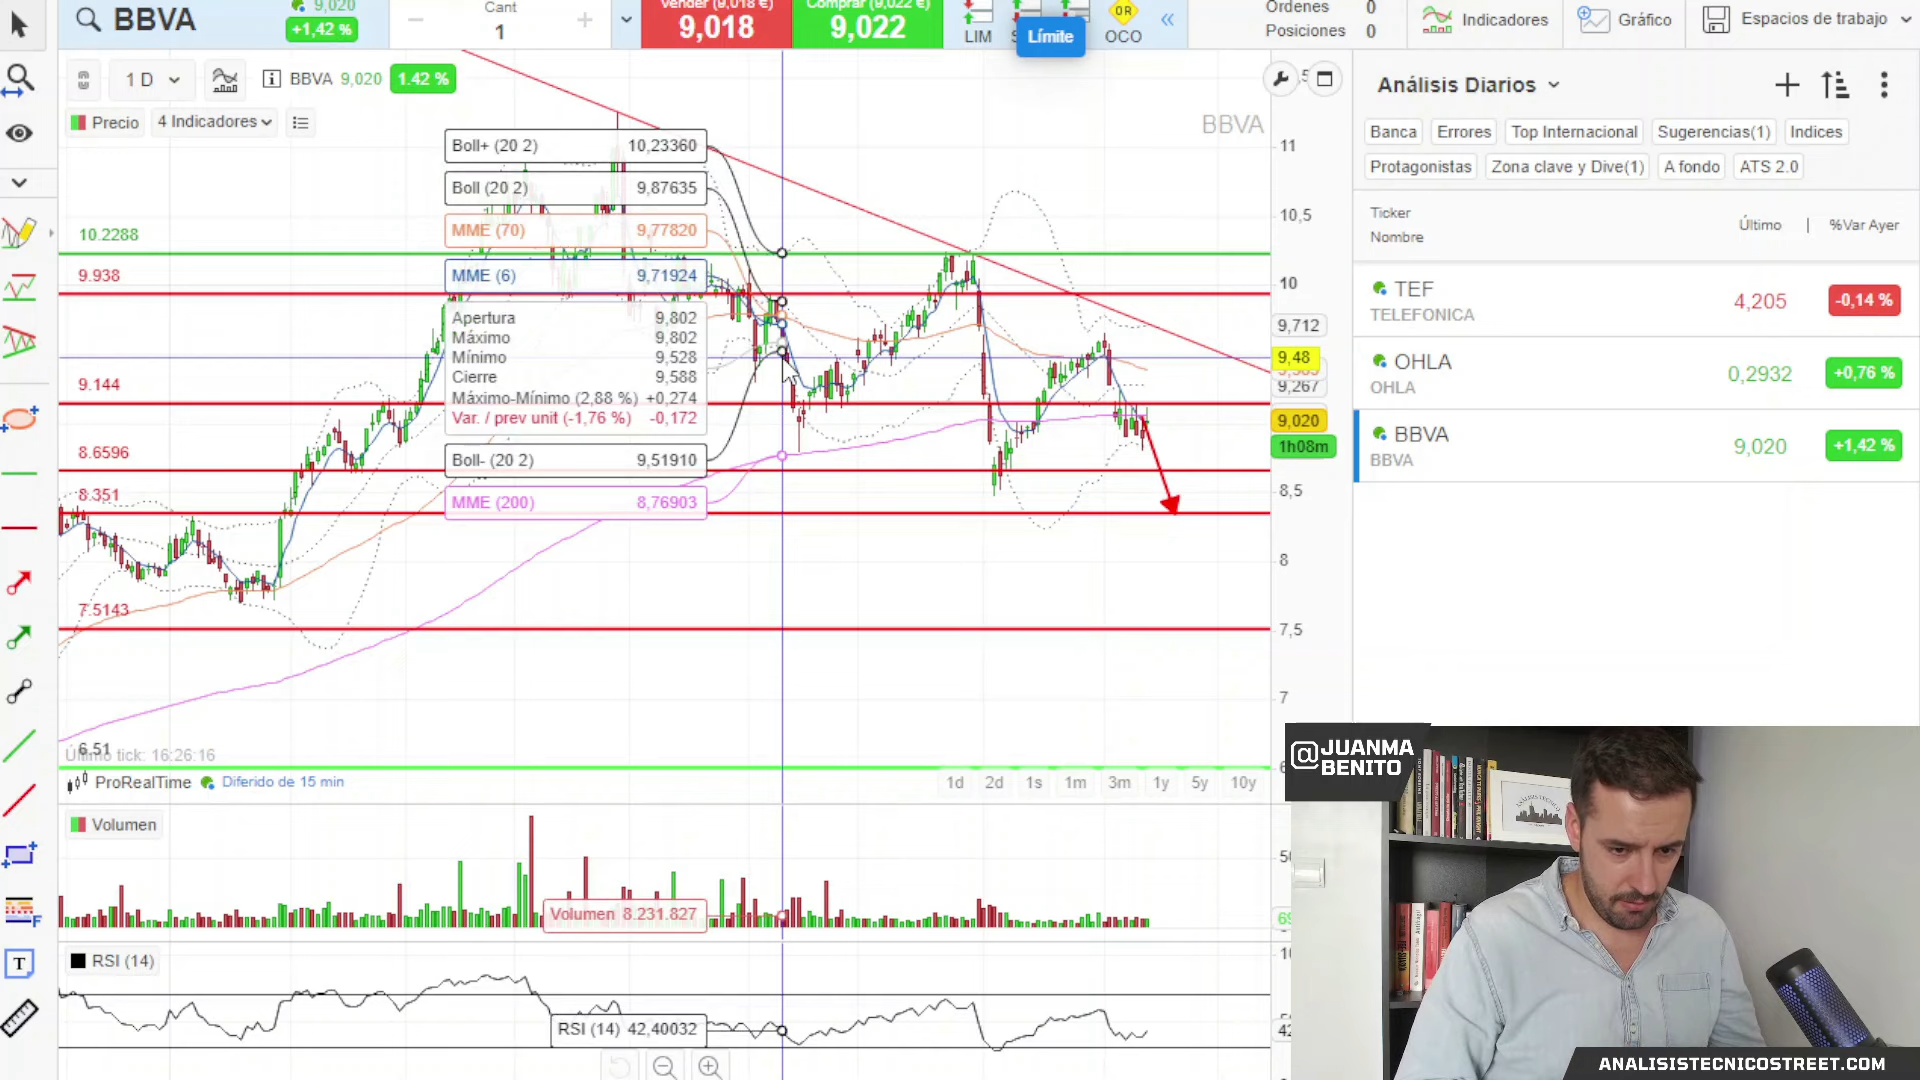 BBVA
9,020
+1,42 %
Cant
1
Vender (9,018 €)
9,018
Comprar (9,022 €)
9,022
LIM
Límite
OR
OCO
Ordenes 0
Posiciones 0
Indicadores
Gráfico
Espacios de trabajo
1 D
BBVA 9,020 1.42 %
Precio
4 Indicadores
BBVA
Boll+ (20 2) 10,23360
Boll (20 2) 9,87635
MME (70) 9,77820
MME (6) 9,71924
Apertura 9,802
Máximo 9,802
Mínimo 9,528
Cierre 9,588
Máximo-Mínimo (2,88 %) +0,274
Var. / prev unit (-1,76 %) -0,172
Boll- (20 2) 9,51910
MME (200) 8,76903
10.2288
9.938
9.144
8.6596
8.351
7.5143
6.51
11
10,5
10
9,712
9,48
9,267
9,020
1h08m
8,5
8
7,5
7
Último tick: 16:26:16
ProRealTime
Diferido de 15 min
1d 2d 1s 1m 3m 1y 5y 10y
Volumen
Volumen 8.231.827
RSI (14)
RSI (14) 42,40032
T
F
Análisis Diarios
Banca
Errores
Top Internacional
Sugerencias(1)
Indices
Protagonistas
Zona clave y Dive(1)
A fondo
ATS 2.0
Ticker
Nombre
Último
%Var Ayer
TEF
TELEFONICA
4,205
-0,14 %
OHLA
OHLA
0,2932
+0,76 %
BBVA
BBVA
9,020
+1,42 %
@JUANMA
BENITO
ANALISISTECNICOSTREET.COM